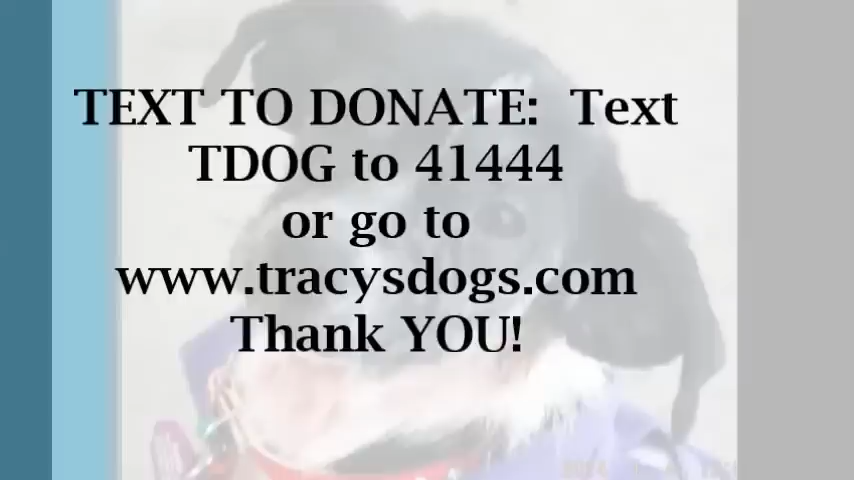 TEXT TO DONATE:  Text
TDOG to 41444
or go to
www.tracysdogs.com
Thank YOU!